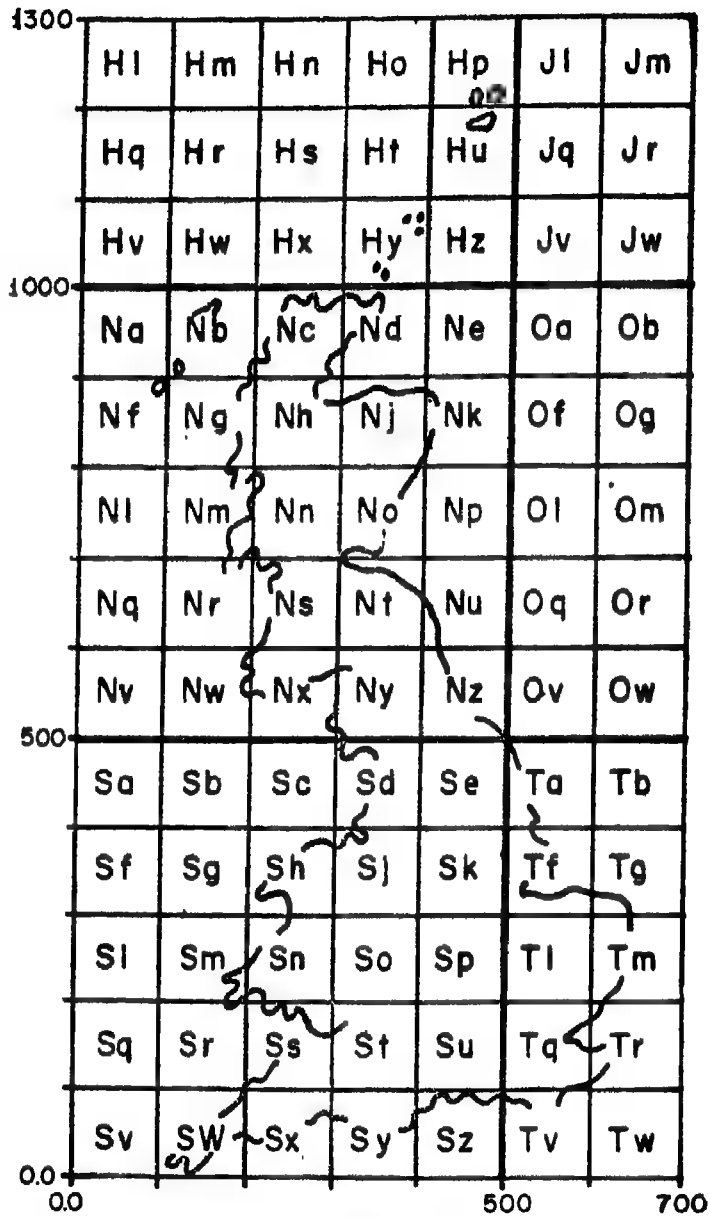 1300
Hl Hm Hn Ho Hp Jl Jm
Hq Hr Hs Ht Hu Jq Jr
Hv Hw Hx Hy Hz Jv Jw
1000
Na Nb Nc Nd Ne Oa Ob
Nf Ng Nh Nj Nk Of Og
Nl Nm Nn No Np Ol Om
Nq Nr Ns Nt Nu Oq Or
Nv Nw Nx Ny Nz Ov Ow
500
Sa Sb Sc Sd Se Ta Tb
Sf Sg Sh Sj Sk Tf Tg
Sl Sm Sn So Sp Tl Tm
Sq Sr Ss St Su Tq Tr
Sv SW Sx Sy Sz Tv Tw
0.0
0.0 500 700